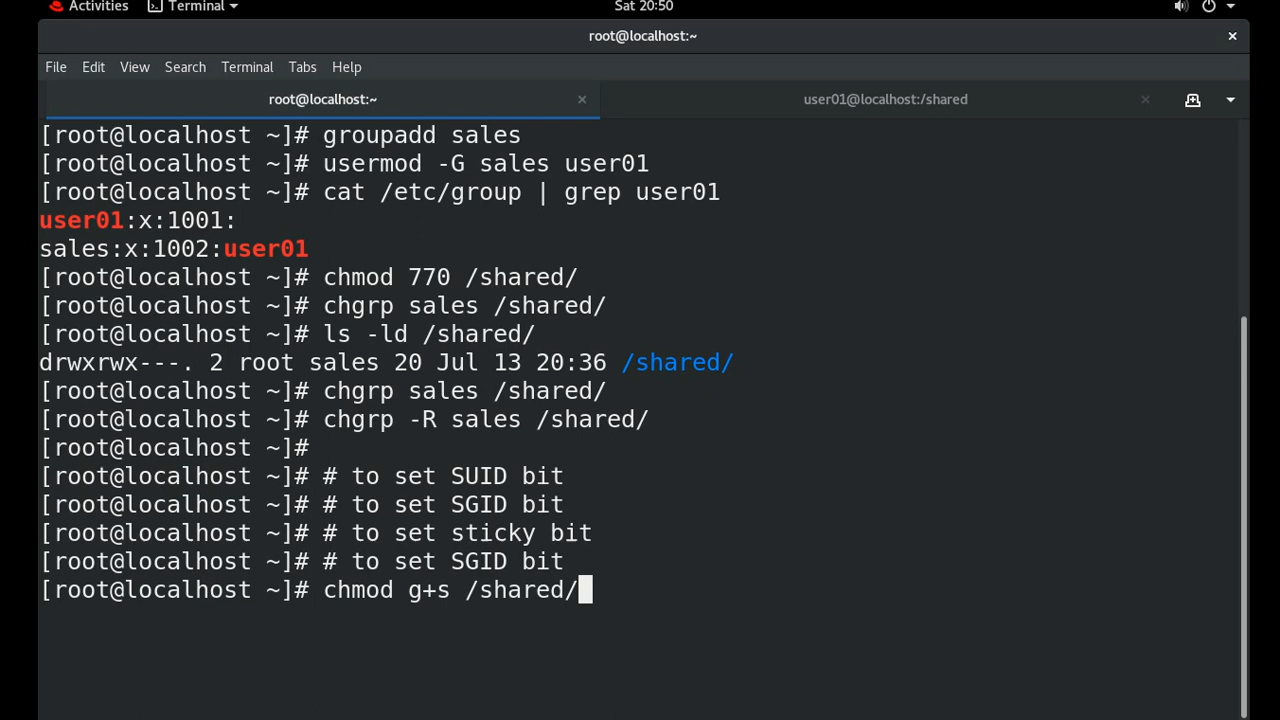 Activities Terminal Sat 20:50
root@localhost:~
File Edit View Search Terminal Tabs Help
root@localhost:~ user01@localhost:/shared
[root@localhost ~]# groupadd sales
[root@localhost ~]# usermod -G sales user01
[root@localhost ~]# cat /etc/group | grep user01
user01:x:1001:
sales:x:1002:user01
[root@localhost ~]# chmod 770 /shared/
[root@localhost ~]# chgrp sales /shared/
[root@localhost ~]# ls -ld /shared/
drwxrwx---. 2 root sales 20 Jul 13 20:36 /shared/
[root@localhost ~]# chgrp sales /shared/
[root@localhost ~]# chgrp -R sales /shared/
[root@localhost ~]#
[root@localhost ~]# # to set SUID bit
[root@localhost ~]# # to set SGID bit
[root@localhost ~]# # to set sticky bit
[root@localhost ~]# # to set SGID bit
[root@localhost ~]# chmod g+s /shared/